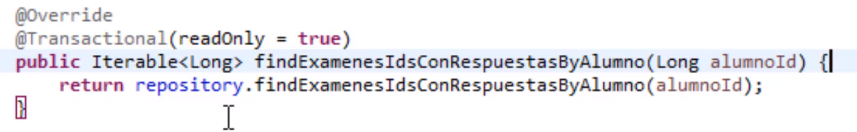 @Override
@Transactional(readOnly = true)
public Iterable<Long> findExamenesIdsConRespuestasByAlumno(Long alumnoId) {
    return repository.findExamenesIdsConRespuestasByAlumno(alumnoId);
}